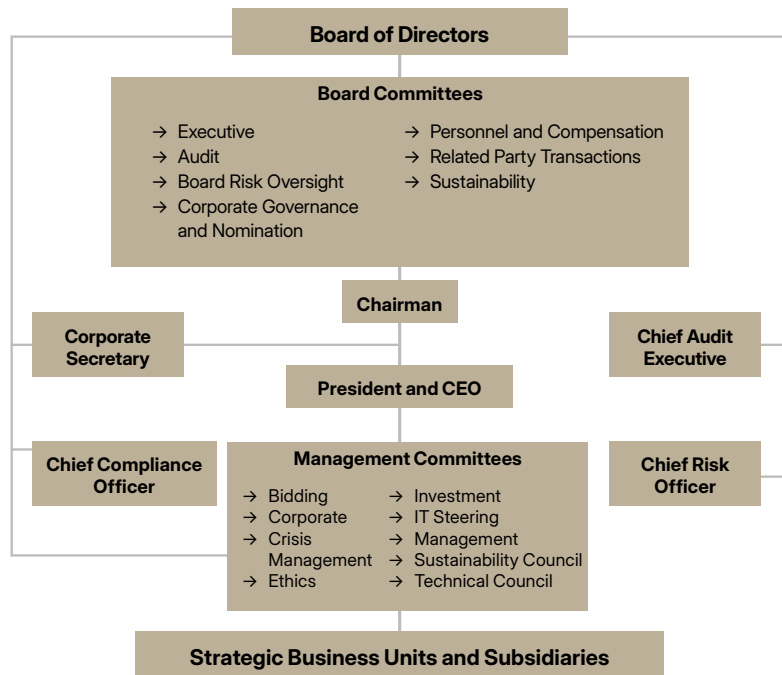 Board of Directors
Board Committees
→ Executive
→ Audit
→ Board Risk Oversight
→ Corporate Governance
and Nomination
→ Personnel and Compensation
→ Related Party Transactions
→ Sustainability
Chairman
Corporate
Secretary
Chief Audit
Executive
President and CEO
Chief Compliance
Officer
Management Committees
→ Bidding
→ Corporate
→ Crisis
Management
→ Ethics
→ Investment
→ IT Steering
→ Management
→ Sustainability Council
→ Technical Council
Chief Risk
Officer
Strategic Business Units and Subsidiaries